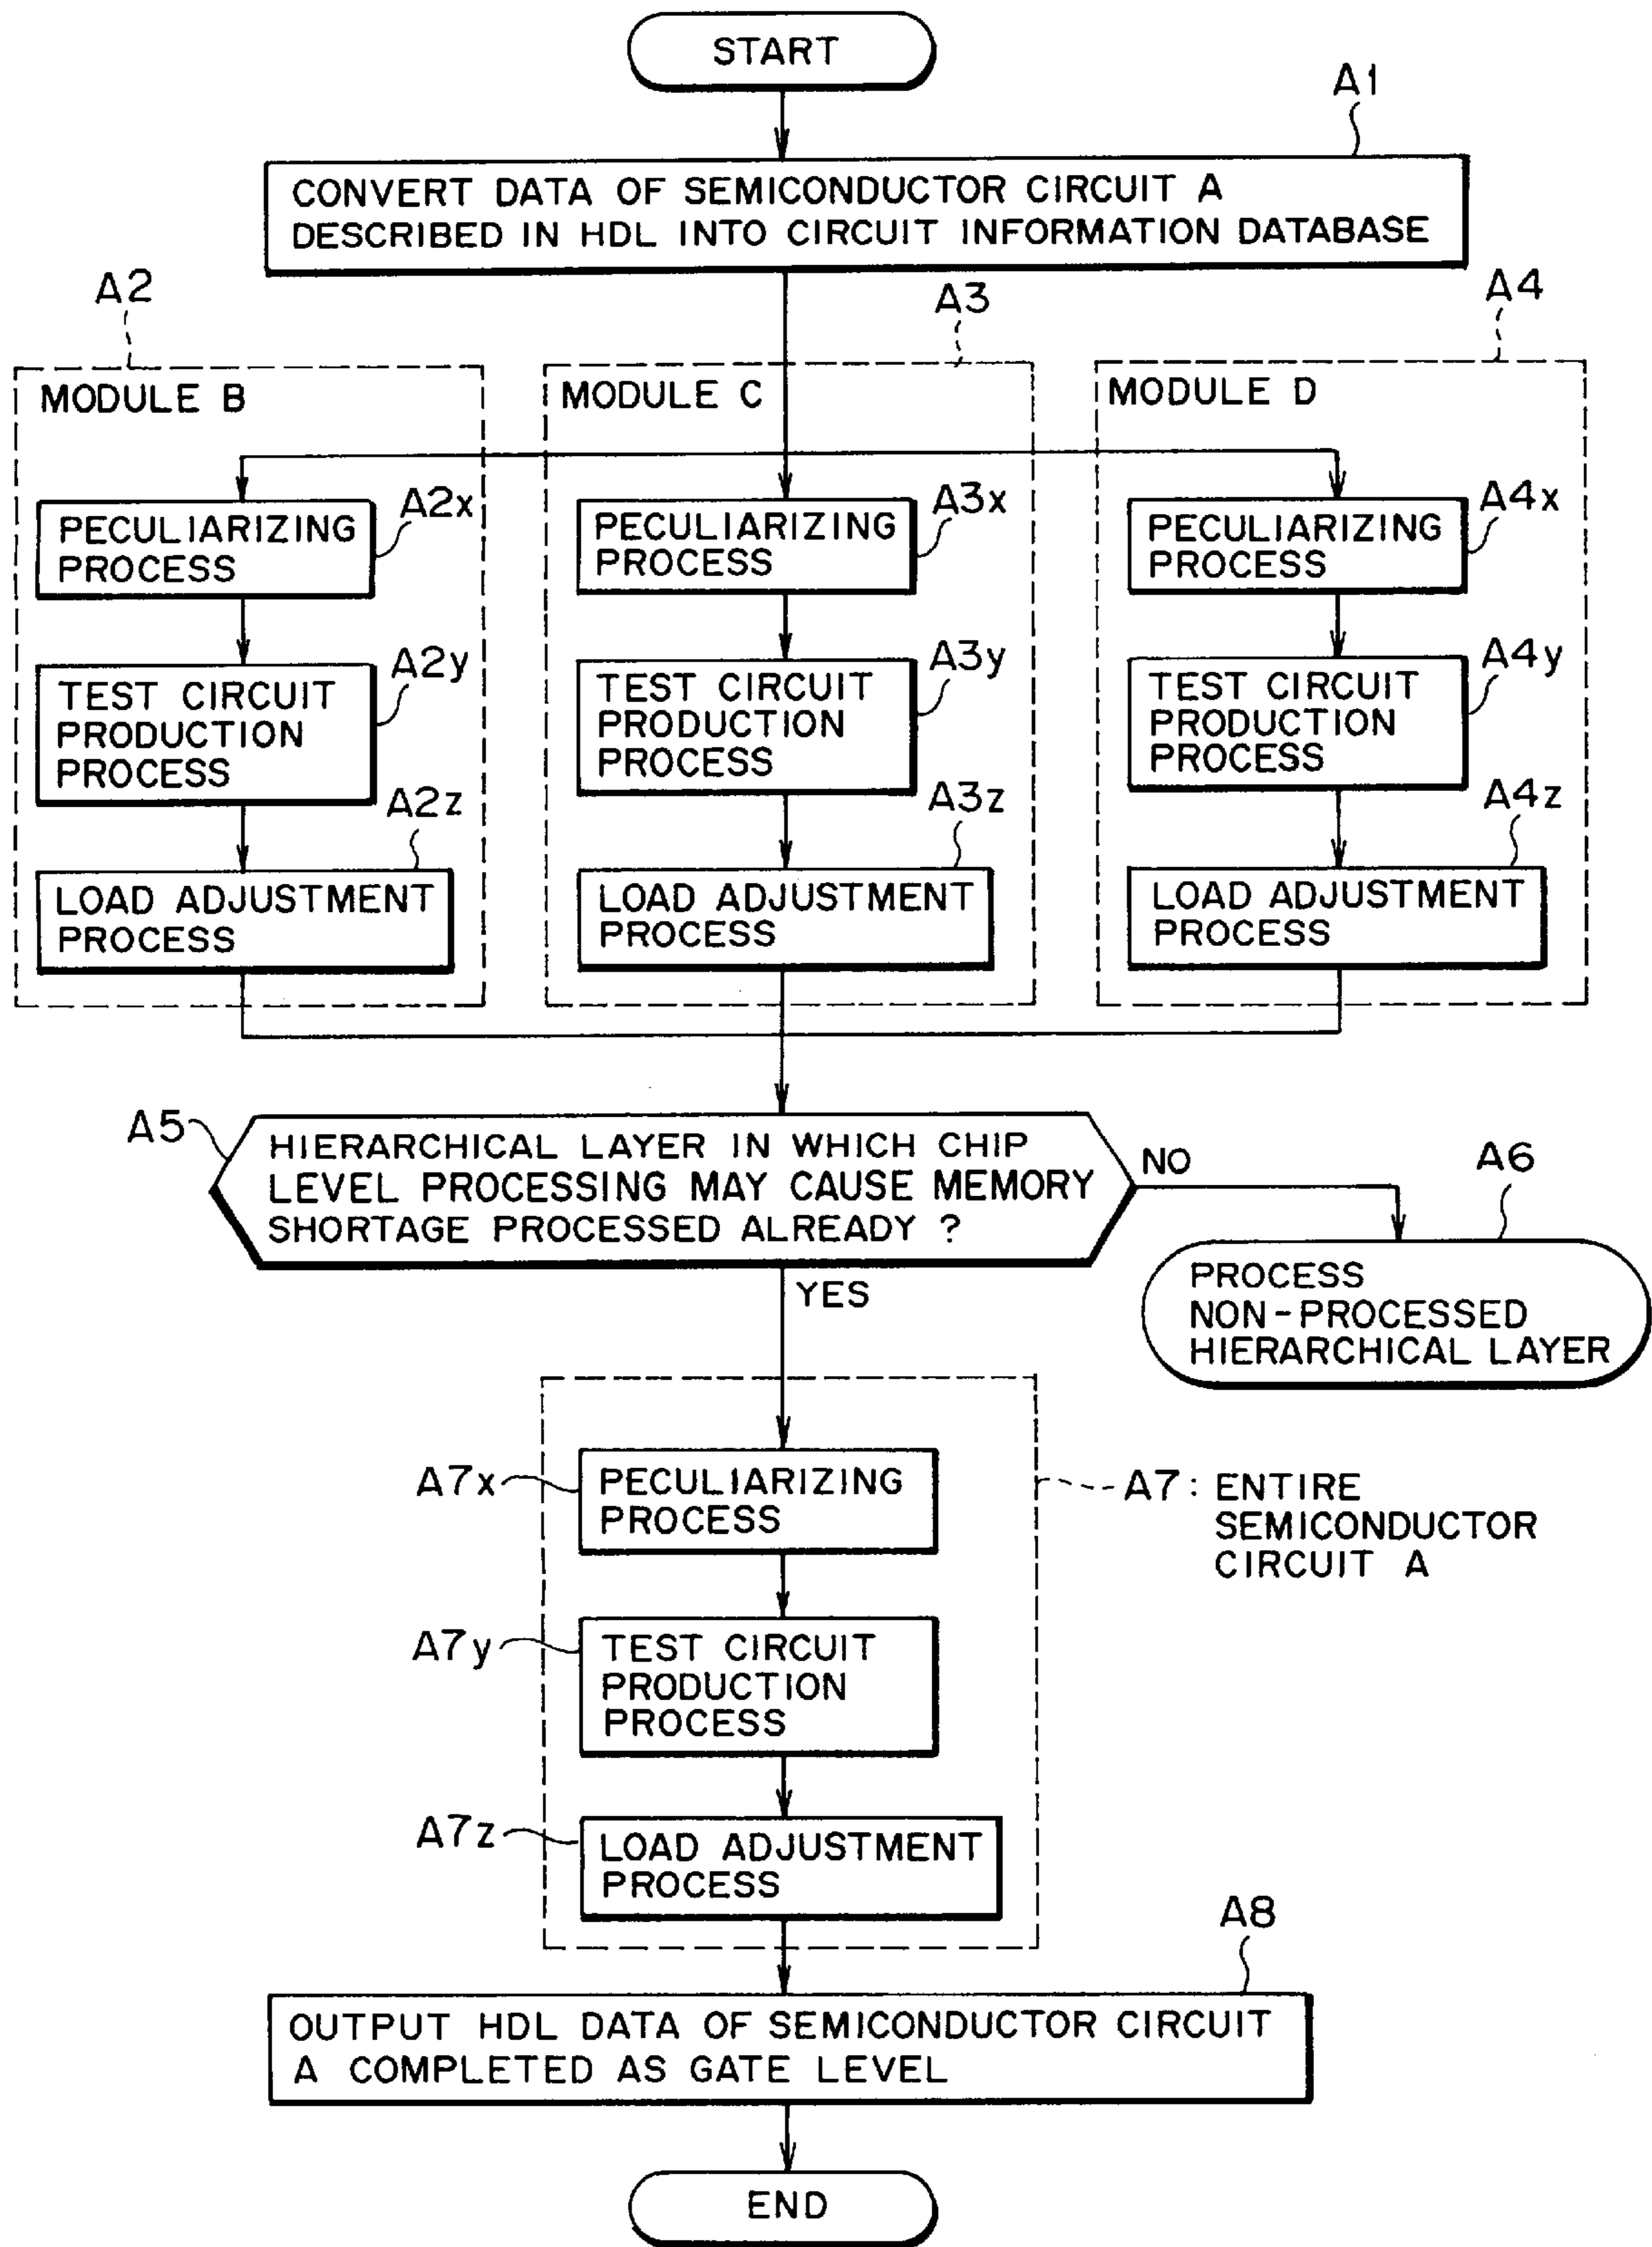 START
A1
CONVERT DATA OF SEMICONDUCTOR CIRCUIT A
DESCRIBED IN HDL INTO CIRCUIT INFORMATION DATABASE
A2
A3
A4
MODULE B
MODULE C
MODULE D
PECULIARIZING
PROCESS
A2x
PECULIARIZING
PROCESS
A3x
PECULIARIZING
PROCESS
A4x
TEST CIRCUIT
PRODUCTION
PROCESS
A2y
TEST CIRCUIT
PRODUCTION
PROCESS
A3y
TEST CIRCUIT
PRODUCTION
PROCESS
A4y
A2z
LOAD ADJUSTMENT
PROCESS
A3z
LOAD ADJUSTMENT
PROCESS
A4z
LOAD ADJUSTMENT
PROCESS
A5
HIERARCHICAL LAYER IN WHICH CHIP
LEVEL PROCESSING MAY CAUSE MEMORY
SHORTAGE PROCESSED ALREADY ?
NO
A6
PROCESS
NON-PROCESSED
HIERARCHICAL LAYER
YES
A7x
PECULIARIZING
PROCESS
A7: ENTIRE
SEMICONDUCTOR
CIRCUIT A
A7y
TEST CIRCUIT
PRODUCTION
PROCESS
A7z
LOAD ADJUSTMENT
PROCESS
A8
OUTPUT HDL DATA OF SEMICONDUCTOR CIRCUIT
A COMPLETED AS GATE LEVEL
END